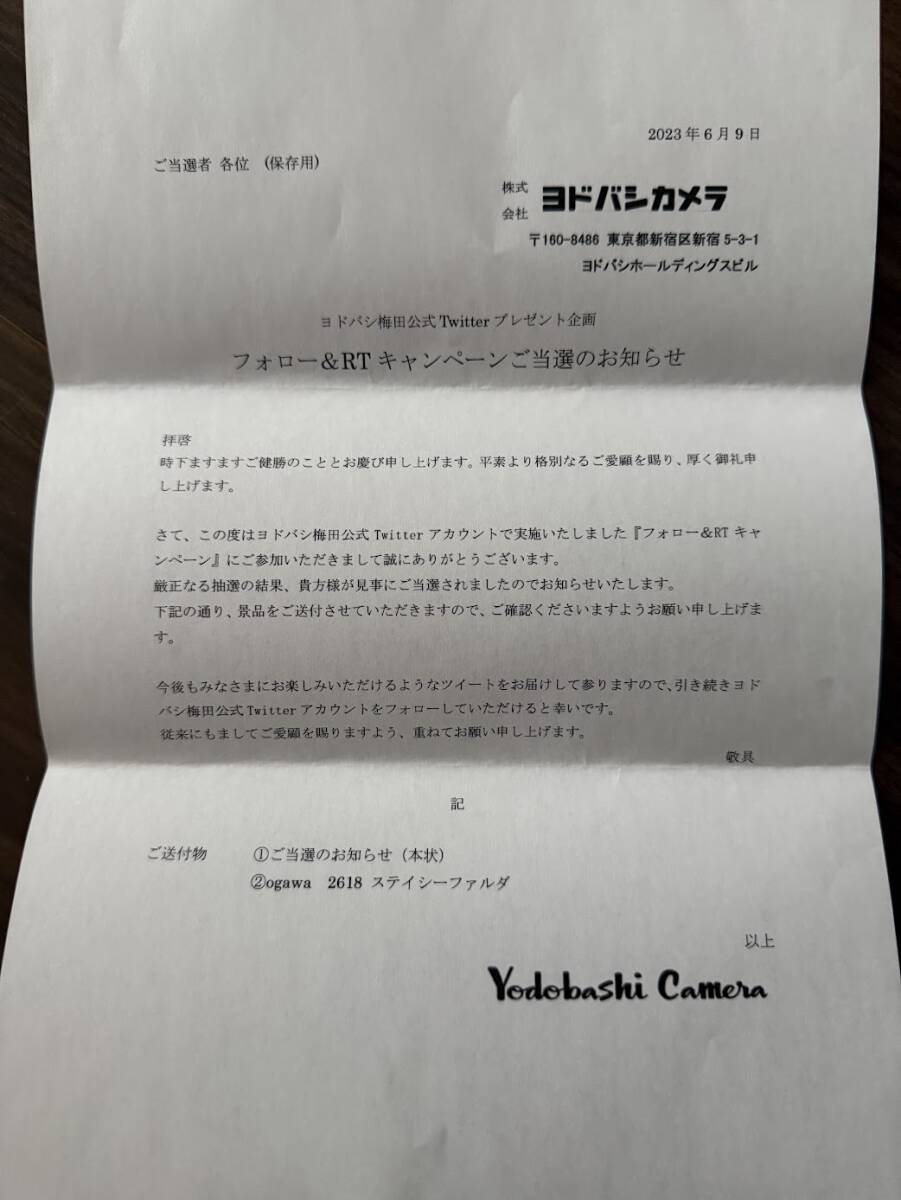 2023年6月9日
ご当選者 各位 (保存用)
株式
会社 ヨドバシカメラ
〒160-8486 東京都新宿区新宿5-3-1
ヨドバシホールディングスビル
ヨドバシ梅田公式Twitterプレゼント企画
フォロー&RTキャンペーンご当選のお知らせ
拝啓
時下ますますご健勝のこととお慶び申し上げます。平素より格別なるご愛顧を賜り、厚く御礼申
し上げます。
さて、この度はヨドバシ梅田公式 Twitter アカウントで実施いたしました『フォロー&RT キャ
ンペーン』にご参加いただきまして誠にありがとうございます。
厳正なる抽選の結果、貴方様が見事にご当選されましたのでお知らせいたします。
下記の通り、景品をご送付させていただきますので、ご確認くださいますようお願い申し上げま
す。
今後もみなさまにお楽しみいただけるようなツイートをお届けして参りますので、引き続きヨド
バシ梅田公式Twitterアカウントをフォローしていただけると幸いです。
従来にもましてご愛顧を賜りますよう、重ねてお願い申し上げます。
敬具
記
ご送付物 ①ご当選のお知らせ（本状）
②ogawa 2618 ステイシーファルダ
以上
Yodobashi Camera